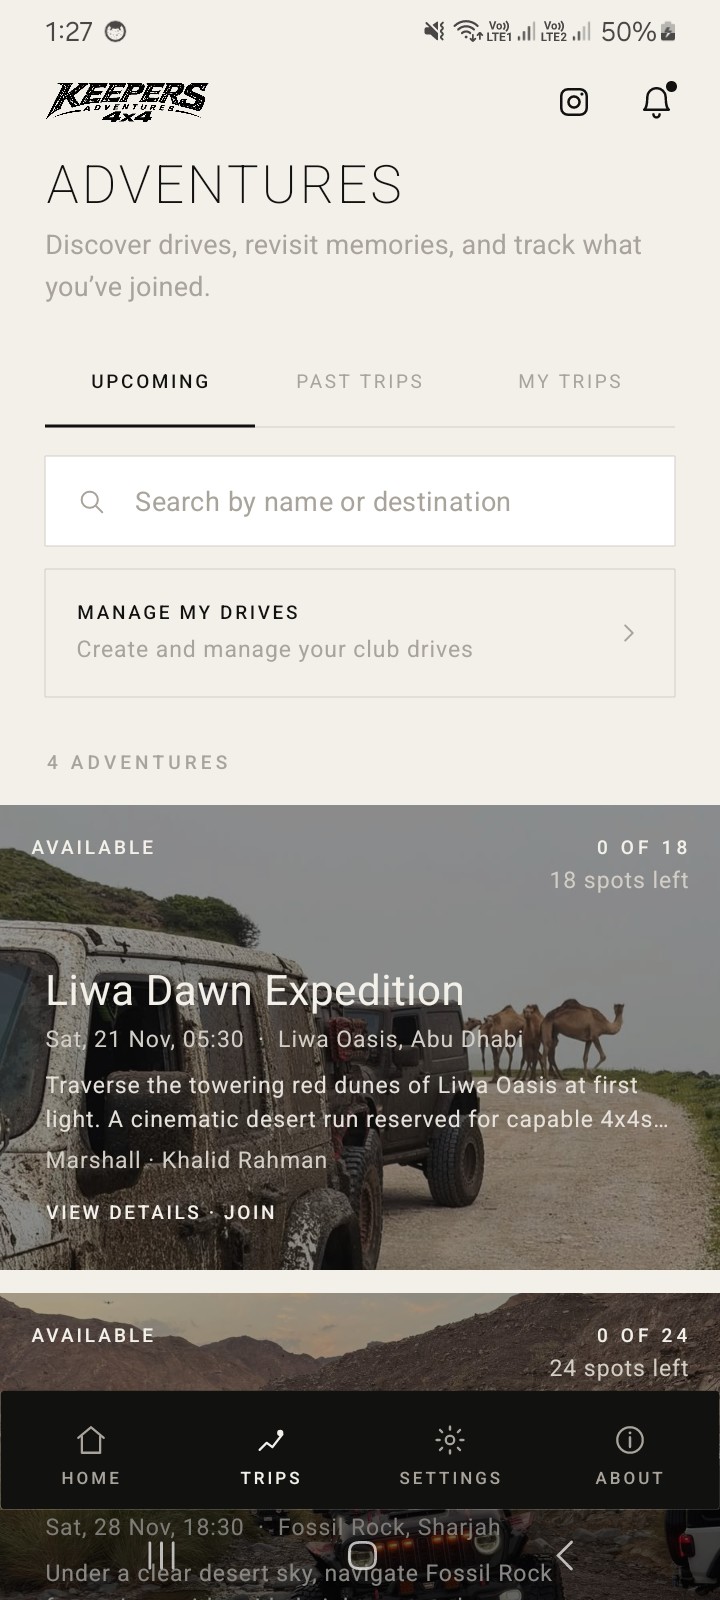 1:27
Vo)) LTE1 Vo)) LTE2 50%
KEEPERS
ADVENTURES
4x4
ADVENTURES
Discover drives, revisit memories, and track what
you’ve joined.
UPCOMING PAST TRIPS MY TRIPS
Search by name or destination
MANAGE MY DRIVES
Create and manage your club drives
4 ADVENTURES
AVAILABLE 0 OF 18
18 spots left
Liwa Dawn Expedition
Sat, 21 Nov, 05:30 · Liwa Oasis, Abu Dhabi
Traverse the towering red dunes of Liwa Oasis at first
light. A cinematic desert run reserved for capable 4x4s…
Marshall · Khalid Rahman
VIEW DETAILS · JOIN
AVAILABLE 0 OF 24
24 spots left
HOME TRIPS SETTINGS ABOUT
Sat, 28 Nov, 18:30 · Fossil Rock, Sharjah
Under a clear desert sky, navigate Fossil Rock